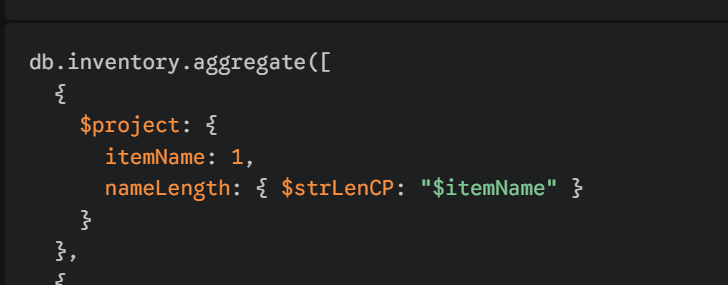 db.inventory.aggregate([
  {
    $project: {
      itemName: 1,
      nameLength: { $strLenCP: "$itemName" }
    }
  },
  {